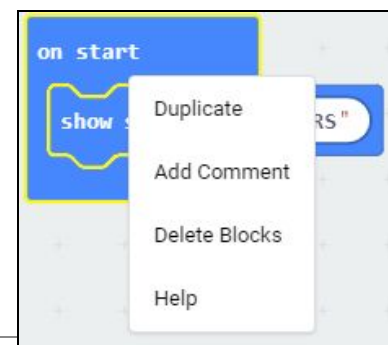 on start
show
Duplicate
RS"
Add Comment
Delete Blocks
Help